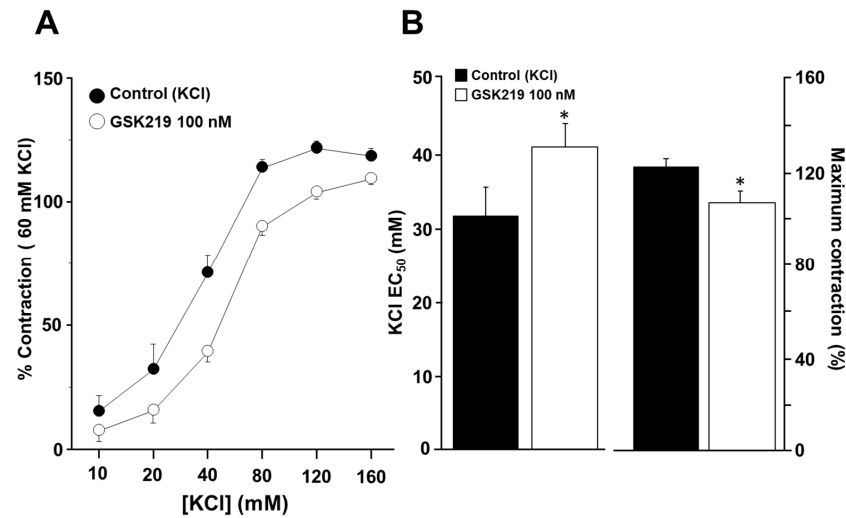 A
150
100
50
0
% Contraction ( 60 mM KCl)
Control (KCl)
GSK219 100 nM
10 20 40 80 120 160
[KCl] (mM)
B
50
40
30
20
10
0
KCl EC50 (mM)
Control (KCl)
GSK219 100 nM
*
*
160
120
80
40
0
Maximum contraction (%)